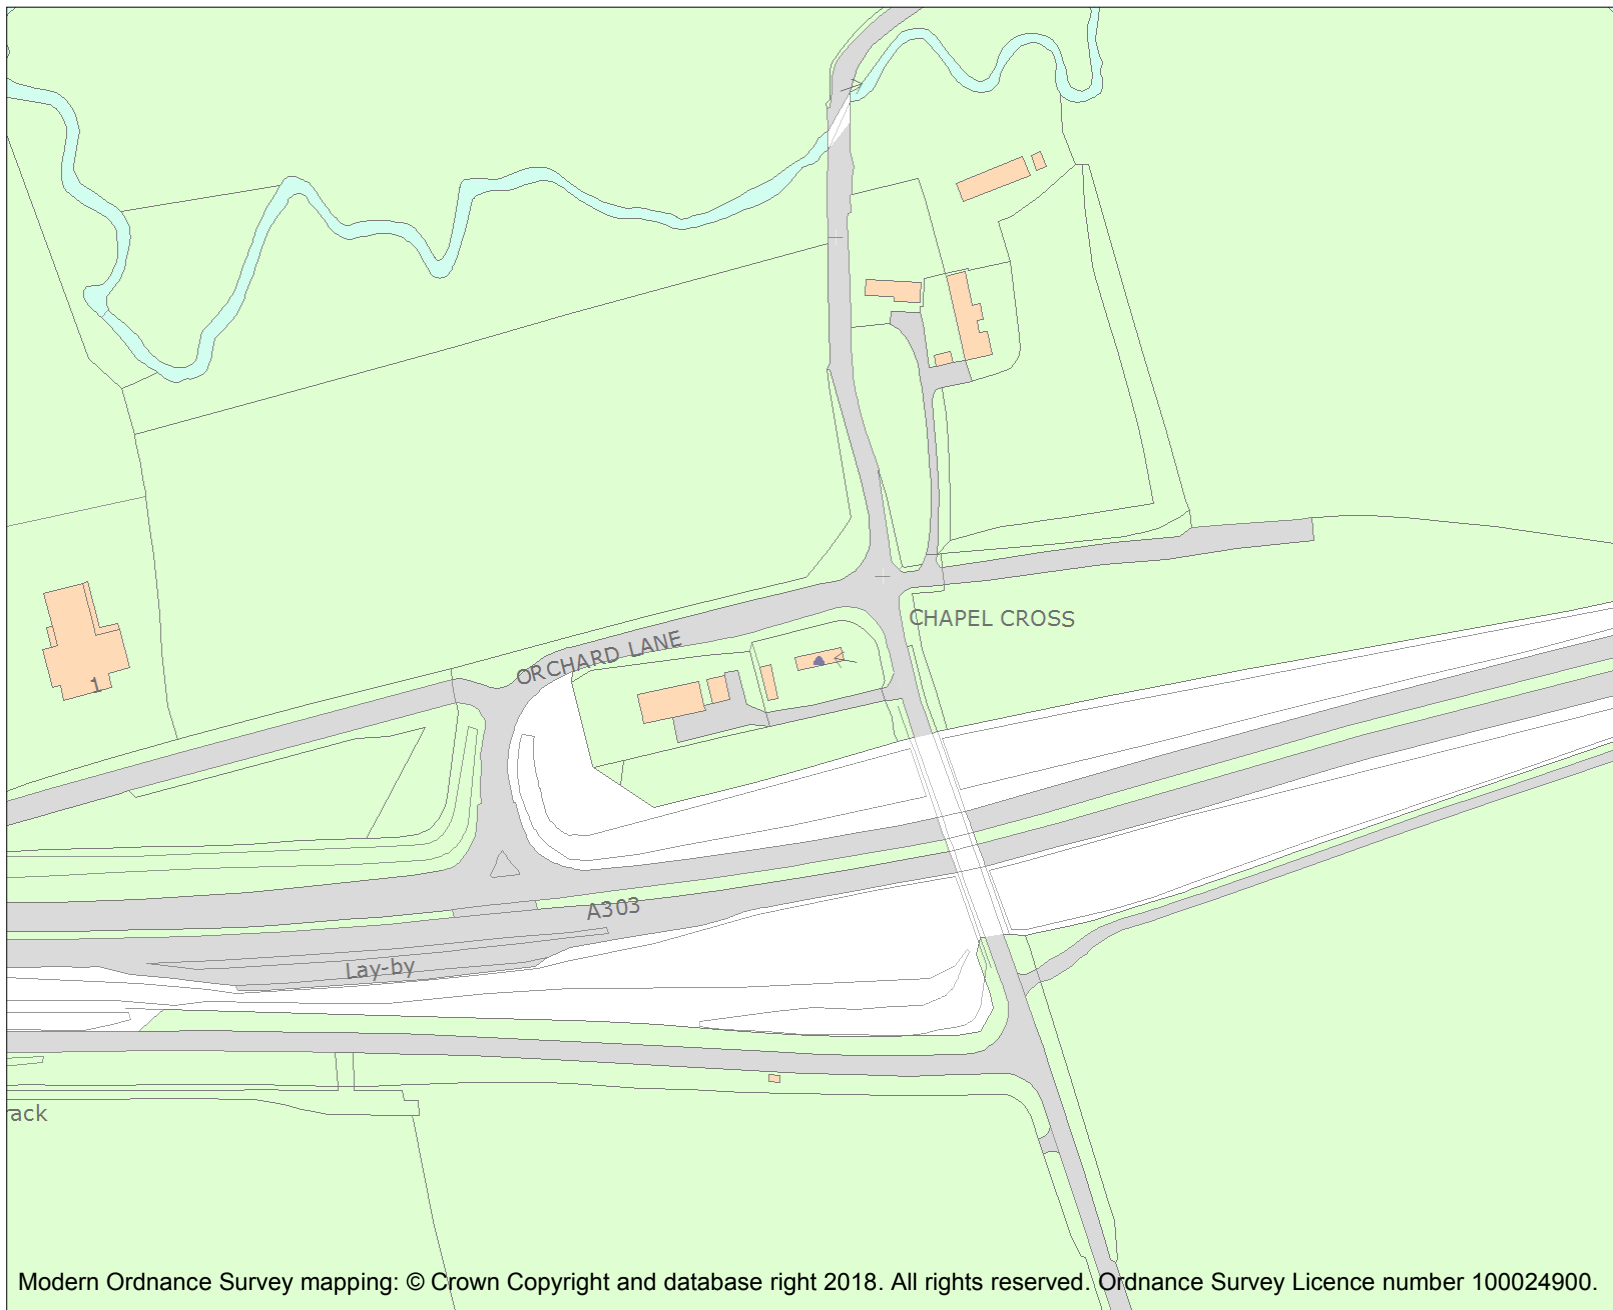 CHAPEL CROSS
ORCHARD LANE
1
A303
Lay-by
ack
Modern Ordnance Survey mapping: © Crown Copyright and database right 2018. All rights reserved. Ordnance Survey Licence number 100024900.